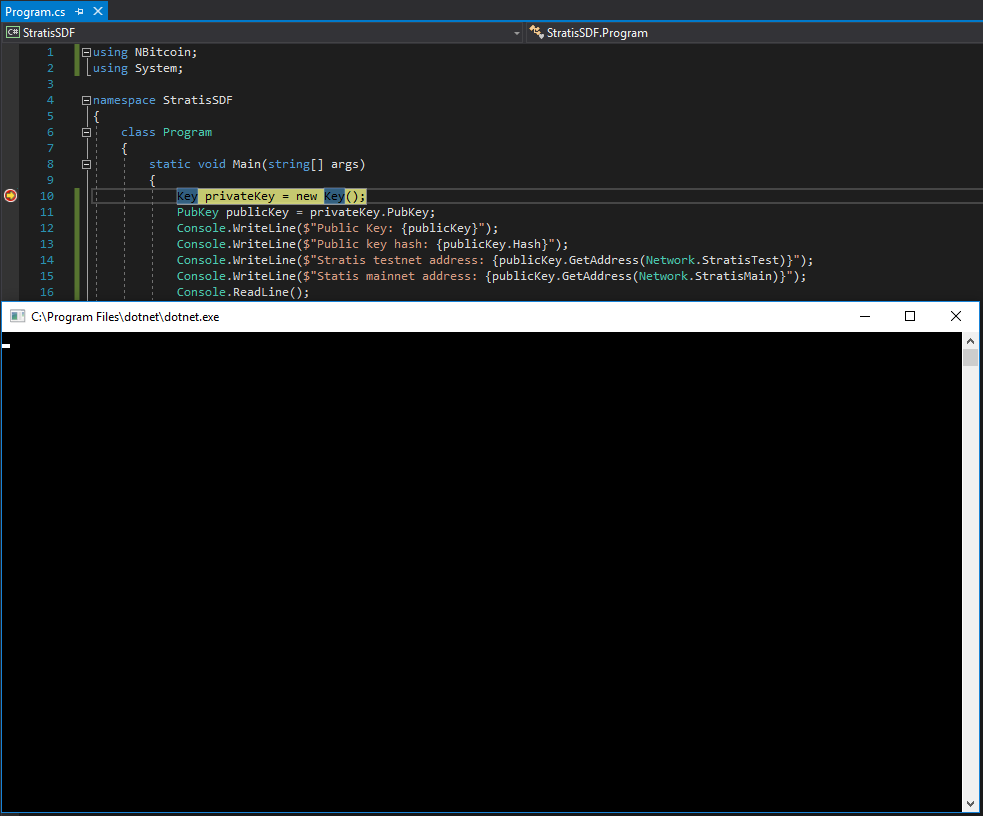 Program.cs
C# StratisSDF
StratisSDF.Program
1 using NBitcoin;
2 using System;
3
4 namespace StratisSDF
5 {
6 class Program
7 {
8 static void Main(string[] args)
9 {
10 Key privateKey = new Key();
11 PubKey publicKey = privateKey.PubKey;
12 Console.WriteLine($"Public Key: {publicKey}");
13 Console.WriteLine($"Public key hash: {publicKey.Hash}");
14 Console.WriteLine($"Stratis testnet address: {publicKey.GetAddress(Network.StratisTest)}");
15 Console.WriteLine($"Statis mainnet address: {publicKey.GetAddress(Network.StratisMain)}");
16 Console.ReadLine();
C:\Program Files\dotnet\dotnet.exe